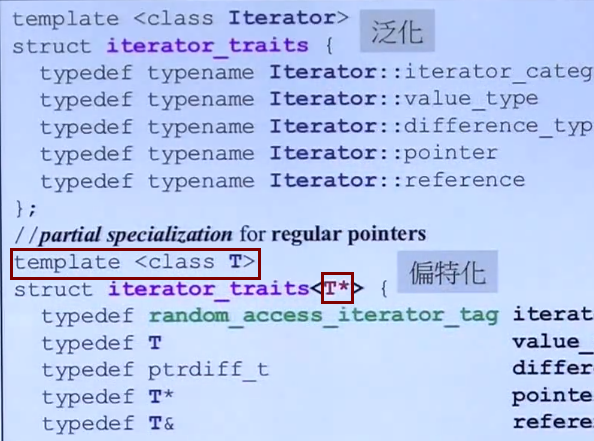 template <class Iterator>
struct iterator_traits { 泛化
typedef typename Iterator::iterator_categ
typedef typename Iterator::value_type
typedef typename Iterator::difference_typ
typedef typename Iterator::pointer
typedef typename Iterator::reference
};
//partial specialization for regular pointers
template <class T>
struct iterator_traits<T*> { 偏特化
typedef random_access_iterator_tag iterat
typedef T value_
typedef ptrdiff_t differ
typedef T* pointe
typedef T& refere